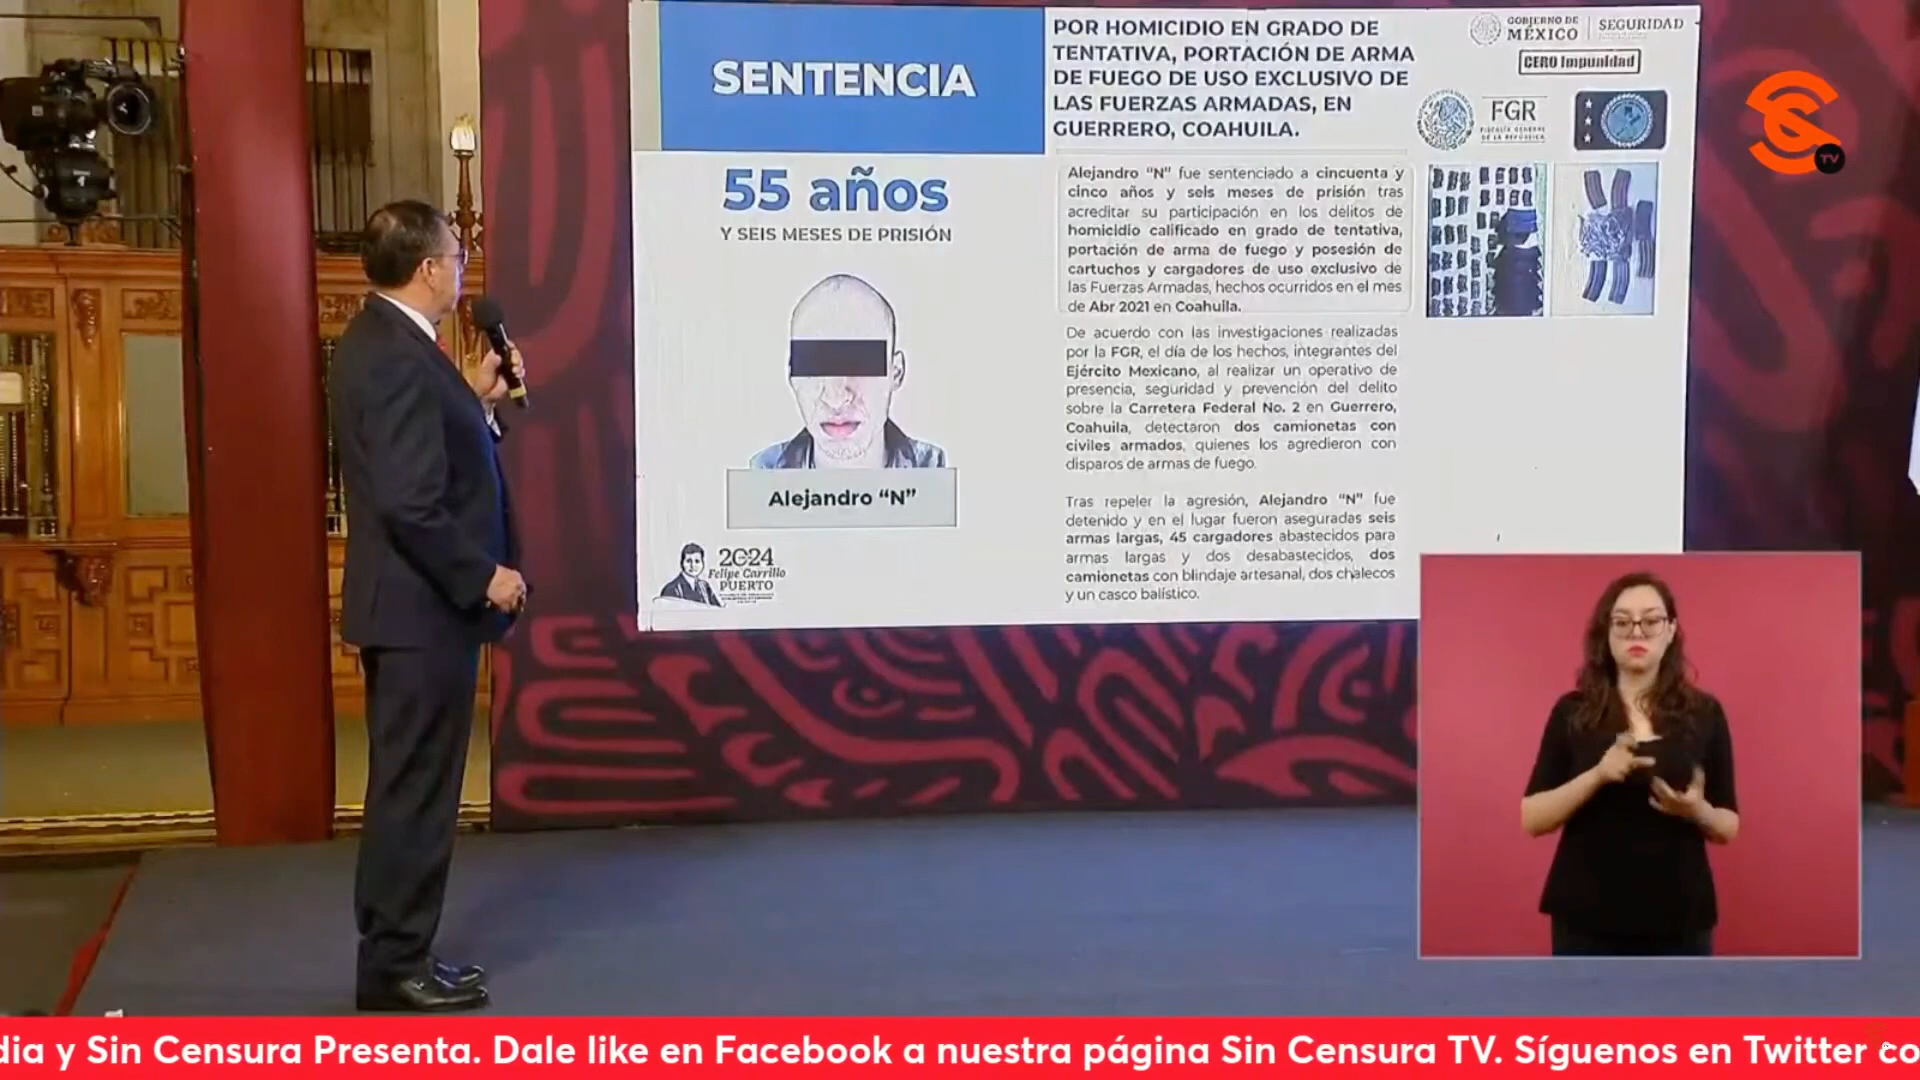 SENTENCIA
55 años
Y SEIS MESES DE PRISIÓN
Alejandro “N”
2024
Felipe Carrillo
PUERTO
POR HOMICIDIO EN GRADO DE
TENTATIVA, PORTACIÓN DE ARMA
DE FUEGO DE USO EXCLUSIVO DE
LAS FUERZAS ARMADAS, EN
GUERRERO, COAHUILA.
Alejandro “N” fue sentenciado a cincuenta y
cinco años y seis meses de prisión tras
acreditar su participación en los delitos de
homicidio calificado en grado de tentativa,
portación de arma de fuego y posesión de
cartuchos y cargadores de uso exclusivo de
las Fuerzas Armadas, hechos ocurridos en el mes
de Abr 2021 en Coahuila.
De acuerdo con las investigaciones realizadas
por la FGR, el día de los hechos, integrantes del
Ejército Mexicano, al realizar un operativo de
presencia, seguridad y prevención del delito
sobre la Carretera Federal No. 2 en Guerrero,
Coahuila, detectaron dos camionetas con
civiles armados, quienes los agredieron con
disparos de armas de fuego.
Tras repeler la agresión, Alejandro “N” fue
detenido y en el lugar fueron aseguradas seis
armas largas, 45 cargadores abastecidos para
armas largas y dos desabastecidos, dos
camionetas con blindaje artesanal, dos chalecos
y un casco balístico.
GOBIERNO DE
MÉXICO
SEGURIDAD
CERO Impunidad
FGR
FISCALÍA GENERAL
DE LA REPÚBLICA
TV
1
dia y Sin Censura Presenta. Dale like en Facebook a nuestra página Sin Censura TV. Síguenos en Twitter co